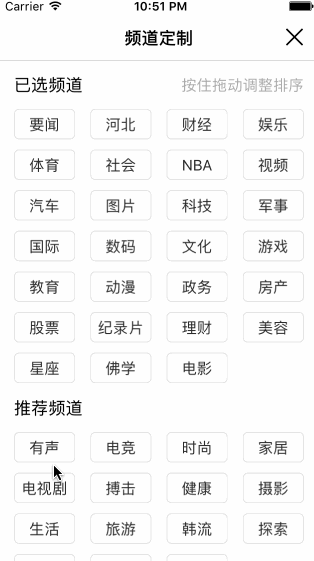 Carrier 10:51 PM
频道定制
已选频道 按住拖动调整排序
要闻 河北 财经 娱乐
体育 社会 NBA 视频
汽车 图片 科技 军事
国际 数码 文化 游戏
教育 动漫 政务 房产
股票 纪录片 理财 美容
星座 佛学 电影
推荐频道
有声 电竞 时尚 家居
电视剧 搏击 健康 摄影
生活 旅游 韩流 探索